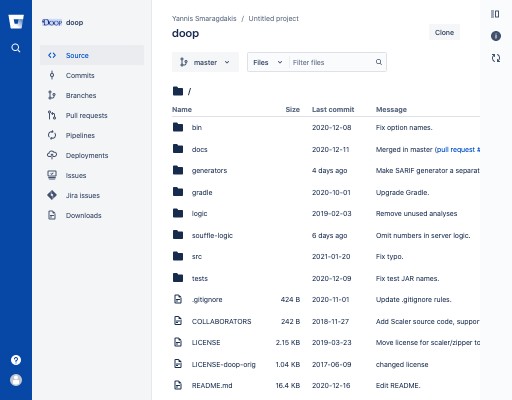 Doop doop
Source
Commits
Branches
Pull requests
Pipelines
Deployments
Issues
Jira issues
Downloads
Yannis Smaragdakis / Untitled project
doop
Clone
master
Files
Filter files
/
Name Size Last commit Message
bin 2020-12-08 Fix option names.
docs 2020-12-11 Merged in master (pull request #
generators 4 days ago Make SARIF generator a separat
gradle 2020-10-01 Upgrade Gradle.
logic 2019-02-03 Remove unused analyses
souffle-logic 6 days ago Omit numbers in server logic.
src 2021-01-20 Fix typo.
tests 2020-12-09 Fix test JAR names.
.gitignore 424 B 2020-11-01 Update .gitignore rules.
COLLABORATORS 242 B 2018-11-27 Add Scaler source code, suppor
LICENSE 2.15 KB 2019-03-23 Move license for scaler/zipper to
LICENSE-doop-orig 1.04 KB 2017-06-09 changed license
README.md 16.4 KB 2020-12-16 Edit README.